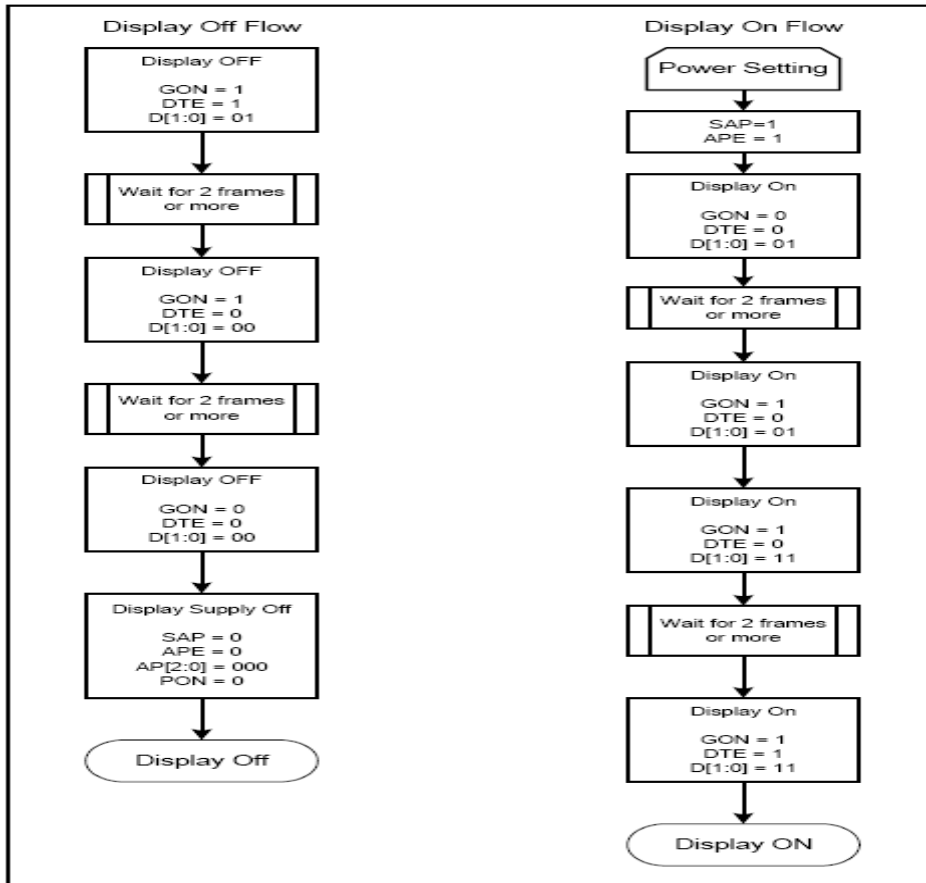 Display Off Flow
Display OFF
GON = 1
DTE = 1
D[1:0] = 01
Wait for 2 frames
or more
Display OFF
GON = 1
DTE = 0
D[1:0] = 00
Wait for 2 frames
or more
Display OFF
GON = 0
DTE = 0
D[1:0] = 00
Display Supply Off
SAP = 0
APE = 0
AP[2:0] = 000
PON = 0
Display Off
Display On Flow
Power Setting
SAP=1
APE = 1
Display On
GON = 0
DTE = 0
D[1:0] = 01
Wait for 2 frames
or more
Display On
GON = 1
DTE = 0
D[1:0] = 01
Display On
GON = 1
DTE = 0
D[1:0] = 11
Wait for 2 frames
or more
Display On
GON = 1
DTE = 1
D[1:0] = 11
Display ON